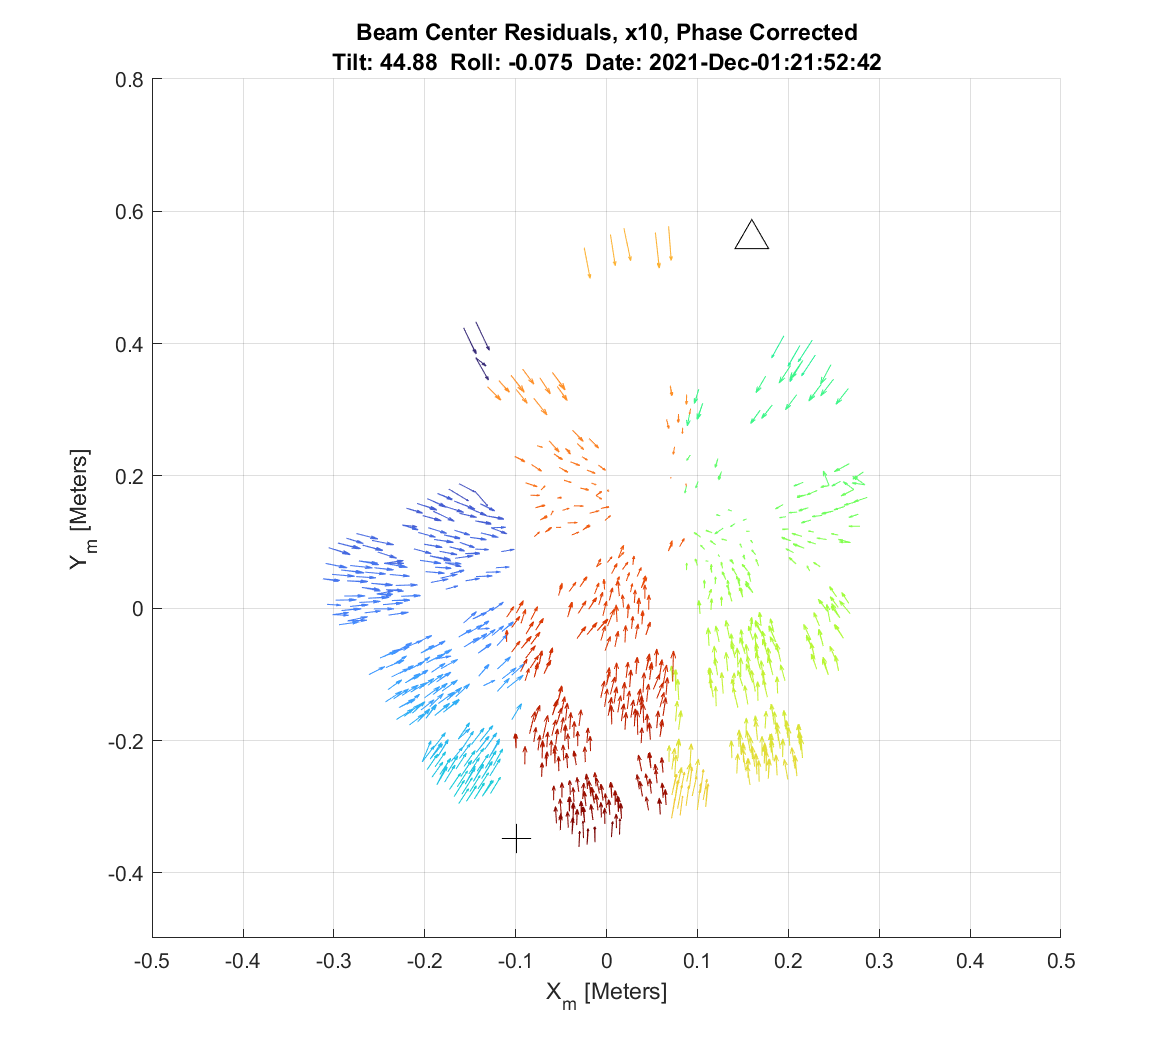 Beam Center Residuals, x10, Phase Corrected
Tilt: 44.88  Roll: -0.075  Date: 2021-Dec-01:21:52:42
0.8
0.6
0.4
0.2
0
-0.2
-0.4
Y_m [Meters]
-0.5 -0.4 -0.3 -0.2 -0.1 0 0.1 0.2 0.3 0.4 0.5
X_m [Meters]